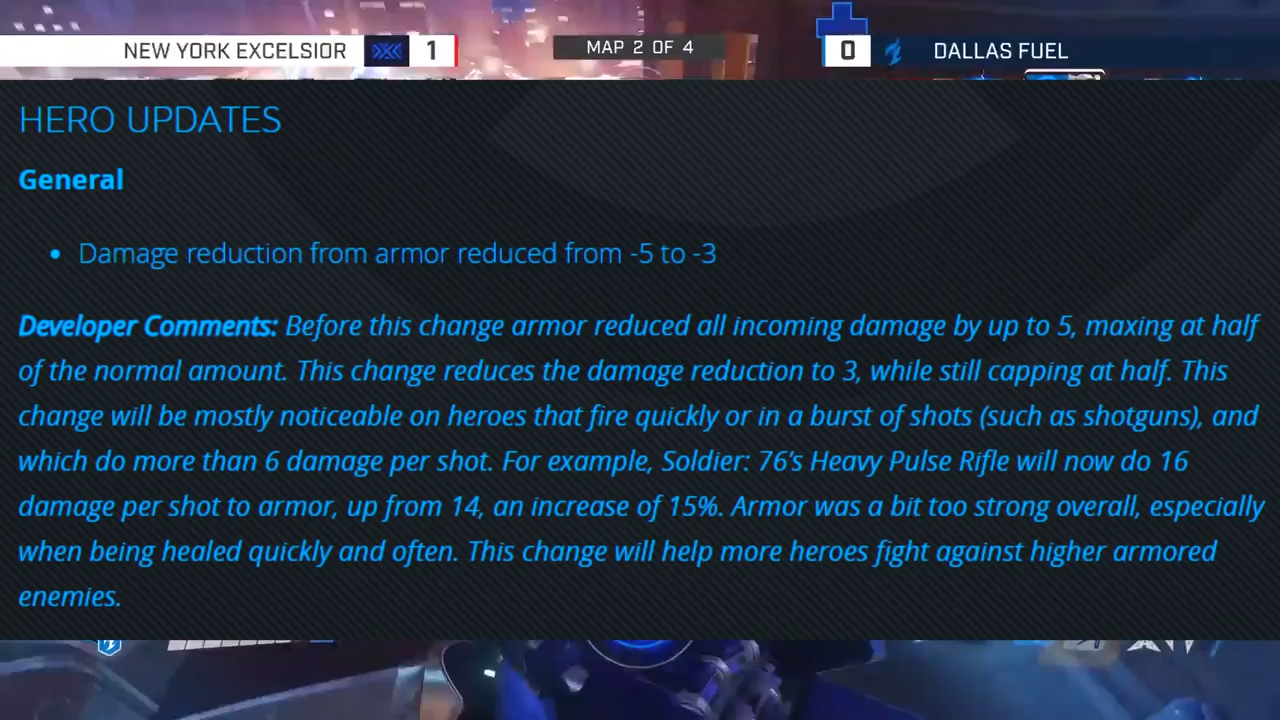 NEW YORK EXCELSIOR 1 MAP 2 OF 4 0 DALLAS FUEL
HERO UPDATES
General
• Damage reduction from armor reduced from -5 to -3
Developer Comments: Before this change armor reduced all incoming damage by up to 5, maxing at half
of the normal amount. This change reduces the damage reduction to 3, while still capping at half. This
change will be mostly noticeable on heroes that fire quickly or in a burst of shots (such as shotguns), and
which do more than 6 damage per shot. For example, Soldier: 76's Heavy Pulse Rifle will now do 16
damage per shot to armor, up from 14, an increase of 15%. Armor was a bit too strong overall, especially
when being healed quickly and often. This change will help more heroes fight against higher armored
enemies.